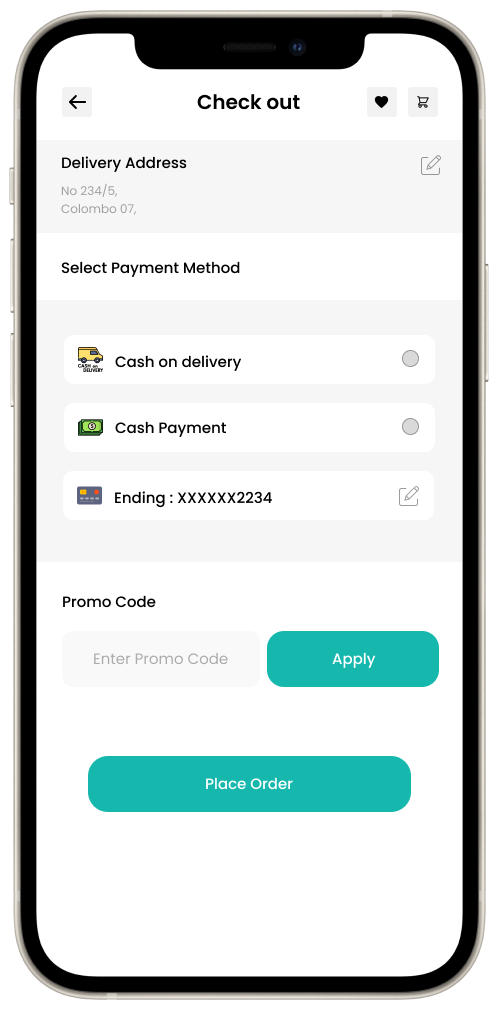 Check out
Delivery Address
No 234/5,
Colombo 07,
Select Payment Method
CASH on
DELIVERY
Cash on delivery
Cash Payment
Ending : XXXXXX2234
Promo Code
Enter Promo Code
Apply
Place Order